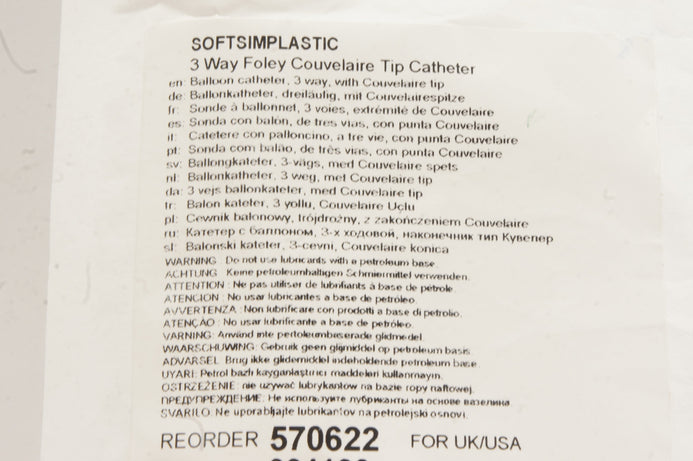 SOFTSIMPLASTIC
3 Way Foley Couvelaire Tip Catheter
en: Balloon catheter, 3 way, with Couvelaire tip
de: Ballonkatheter, dreiläufig, mit Couvelairespitze
fr: Sonde à ballonnet, 3 voies, extrémité de Couvelaire
es: Sonda con balón, de tres vias, con punta Couvelaire
it: Catetere con palloncino, a tre vie, con punta Couvelaire
pt: Sonda com balão, de três vias, con punta Couvelaire
sv: Ballongkateter, 3-vägs, med Couvelaire spets
nl: Ballonkatheter, 3 weg, met Couvelaire tip
da: 3 vejs ballonkateter, med Couvelaire tip
tr: Balon kateter, 3 yollu, Couvelaire Uçlu
pl: Cewnik balonowy, trójdrożny, z zakończeniem Couvelaire
ru: Катетер с баллоном, 3-х ходовой, наконечник тип Кувелер
sl: Balonski kateter, 3-cevni, Couvelaire konica
WARNING : Do not use lubricants with a petroleum base.
ACHTUNG : Keine petroleumhaltigen Schmiermittel verwenden.
ATTENTION : Ne pas utiliser de lubrifiants à base de pétrole.
ATENCION : No usar lubricantes a base de petróleo.
AVVERTENZA : Non lubrificare con prodotti a base di petrolio.
ATENÇÃO : No usar lubrificante a base de petróleo.
VARNING: Använd inte pertoleumbaserade glidmedel.
WAARSCHUWING: Gebruik geen glijmiddel op petroleum basis.
ADVARSEL: Brug ikke glidemiddel indeholdende petroleum base.
UYARI: Petrol bazlı kayganlaştırıcı maddeleri kullanmayın.
OSTRZEŻENIE: nie używać lubrykantów na bazie ropy naftowej.
ПРЕДУПРЕЖДЕНИЕ: Не используйте лубриканты на основе вазелина
SVARILO: Ne uporabljajte lubrikantov na petrolejski osnovi.
REORDER 570622 FOR UK/USA